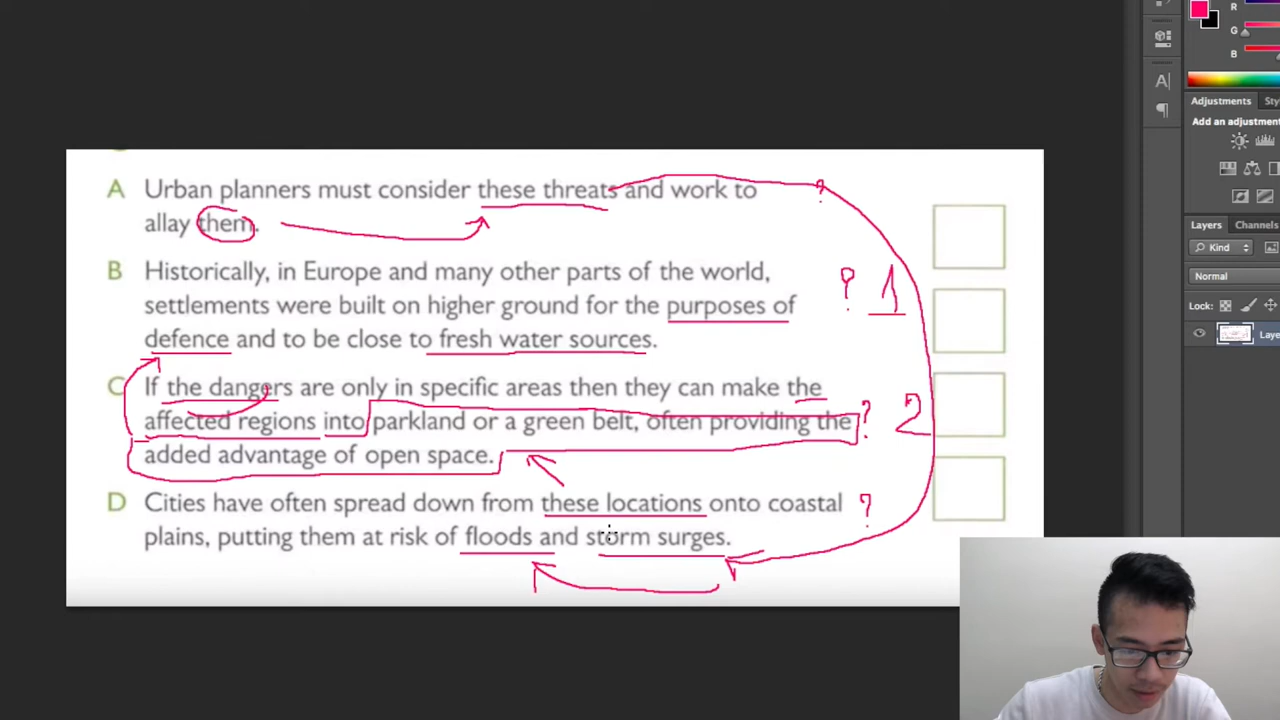 A Urban planners must consider these threats and work to
allay them.
?
B Historically, in Europe and many other parts of the world,
settlements were built on higher ground for the purposes of
defence and to be close to fresh water sources.
? 1
C If the dangers are only in specific areas then they can make the
affected regions into parkland or a green belt, often providing the
added advantage of open space.
? 2
D Cities have often spread down from these locations onto coastal
plains, putting them at risk of floods and storm surges.
?
R
G
B
A
Adjustments
Add an adjustment
Layers Channels
Kind
Normal
Lock: